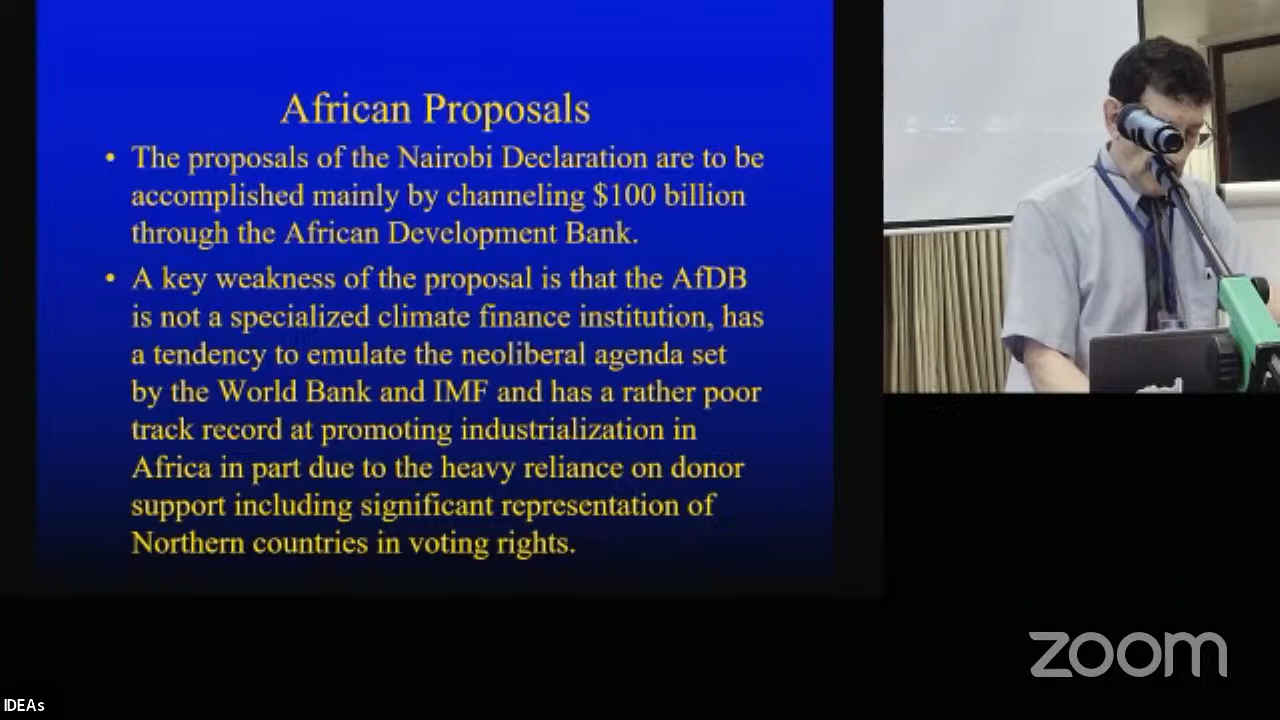 African Proposals
• The proposals of the Nairobi Declaration are to be
accomplished mainly by channeling $100 billion
through the African Development Bank.
• A key weakness of the proposal is that the AfDB
is not a specialized climate finance institution, has
a tendency to emulate the neoliberal agenda set
by the World Bank and IMF and has a rather poor
track record at promoting industrialization in
Africa in part due to the heavy reliance on donor
support including significant representation of
Northern countries in voting rights.
zoom
IDEAs